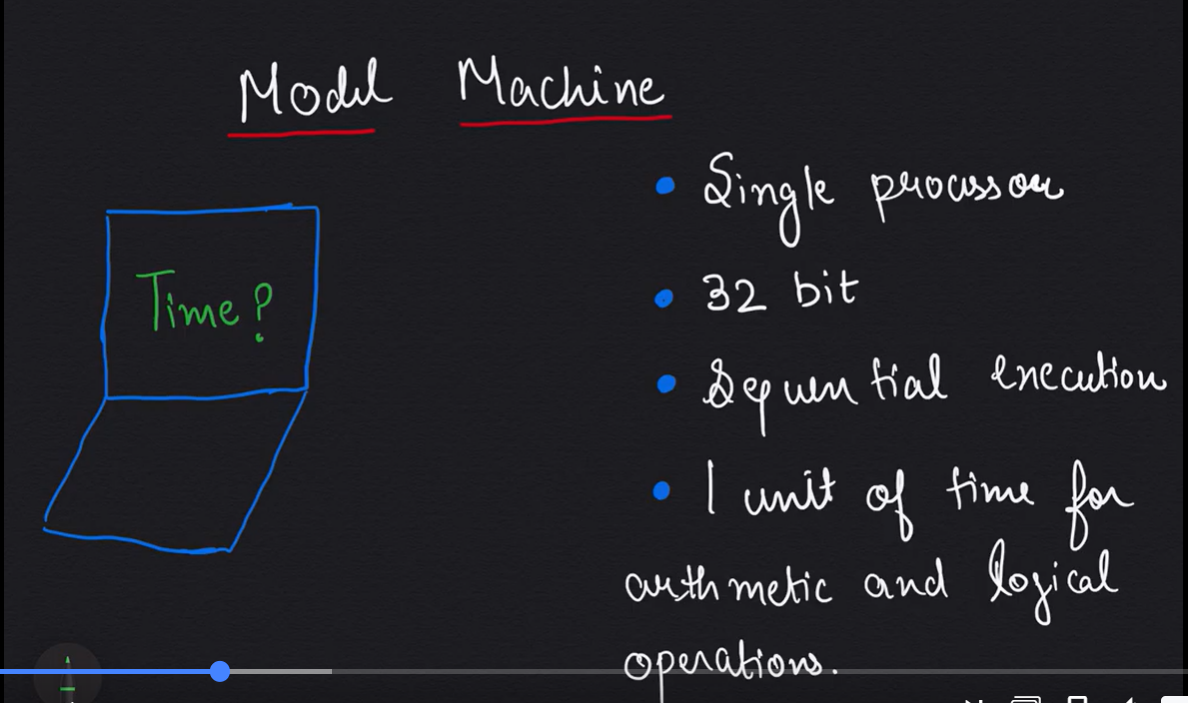 Model Machine
Single processor
Time?
32 bit
Sequential execution
1 unit of time for
arithmetic and logical
operations.